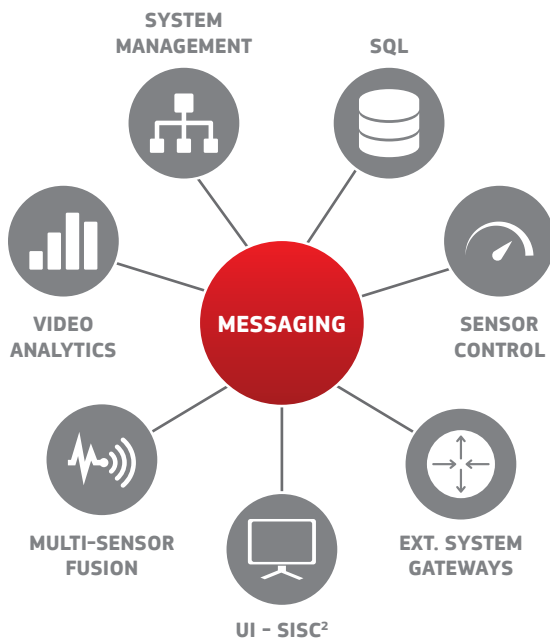 SYSTEM
MANAGEMENT
SQL
VIDEO
ANALYTICS
MESSAGING
SENSOR
CONTROL
MULTI-SENSOR
FUSION
EXT. SYSTEM
GATEWAYS
UI - SISC²